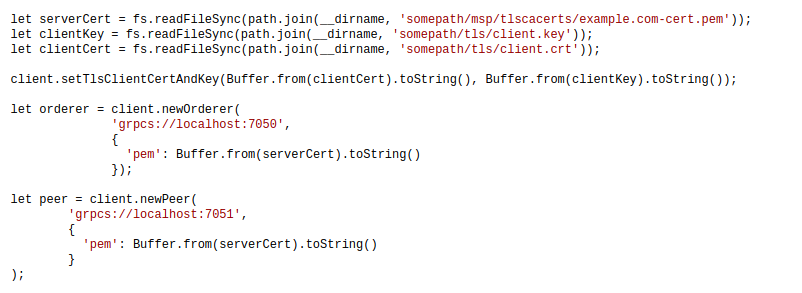 let serverCert = fs.readFileSync(path.join(__dirname, 'somepath/msp/tlscacerts/example.com-cert.pem'));
let clientKey = fs.readFileSync(path.join(__dirname, 'somepath/tls/client.key'));
let clientCert = fs.readFileSync(path.join(__dirname, 'somepath/tls/client.crt'));

client.setTlsClientCertAndKey(Buffer.from(clientCert).toString(), Buffer.from(clientKey).toString());

let orderer = client.newOrderer(
              'grpcs://localhost:7050',
              {
                'pem': Buffer.from(serverCert).toString()
              });

let peer = client.newPeer(
        'grpcs://localhost:7051',
        {
          'pem': Buffer.from(serverCert).toString()
        }
);